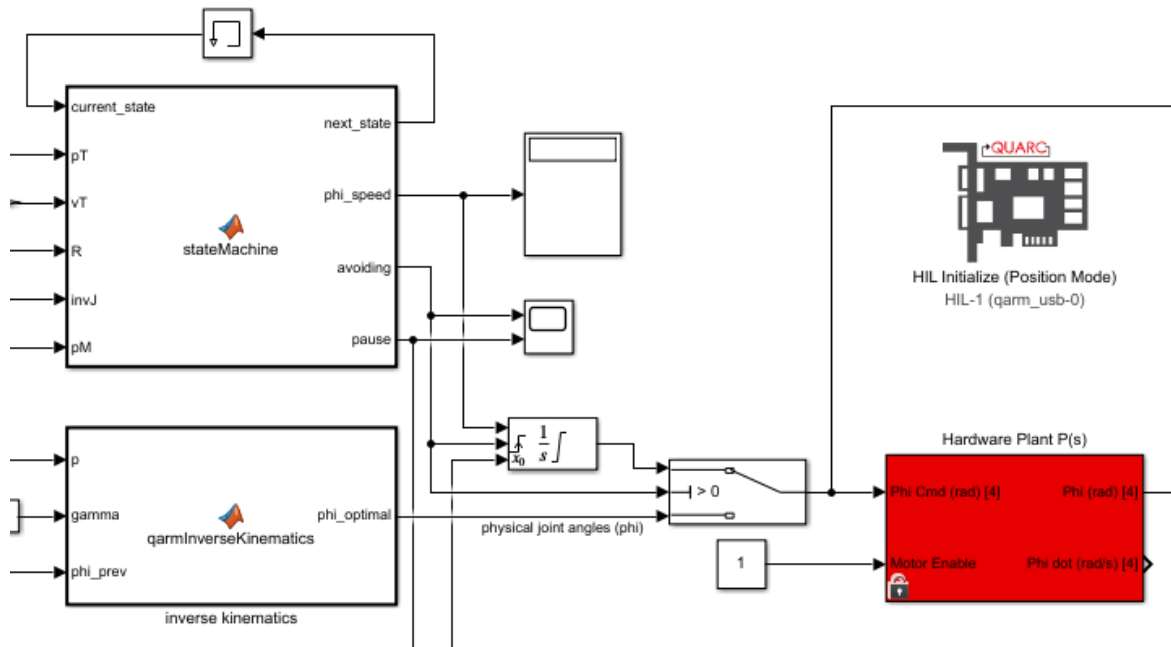 current_state
pT
vT
R
invJ
pM
stateMachine
next_state
phi_speed
avoiding
pause
QUARC
HIL Initialize (Position Mode)
HIL-1 (qarm_usb-0)
x₀
1
s
> 0
p
gamma
phi_prev
qarmInverseKinematics
phi_optimal
inverse kinematics
physical joint angles (phi)
1
Hardware Plant P(s)
Phi Cmd (rad) [4]
Motor Enable
Phi (rad) [4]
Phi dot (rad/s) [4]